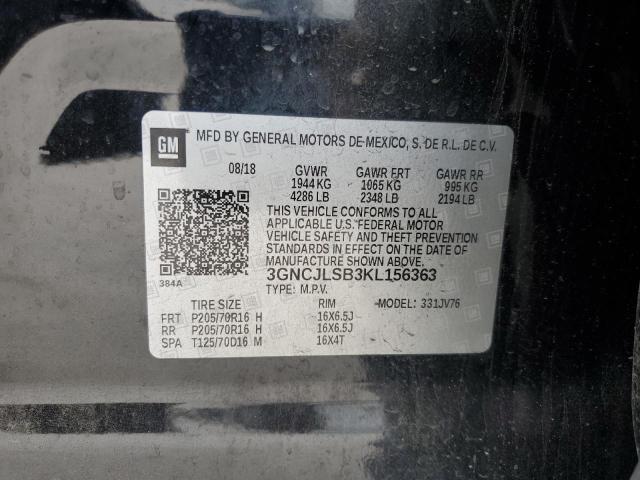 GM
MFD BY GENERAL MOTORS DE MEXICO, S. DE R.L. DE C.V.
08/18 GVWR GAWR FRT GAWR RR
1944 KG 1065 KG 995 KG
4286 LB 2348 LB 2194 LB
THIS VEHICLE CONFORMS TO ALL
APPLICABLE U.S. FEDERAL MOTOR
VEHICLE SAFETY AND THEFT PREVENTION
STANDARDS IN EFFECT ON THE DATE OF
MANUFACTURE SHOWN ABOVE.
384A
3GNCJLSB3KL156363
TYPE: M.P.V.
TIRE SIZE RIM MODEL: 331JV76
FRT P205/70R16 H 16X6.5J
RR P205/70R16 H 16X6.5J
SPA T125/70D16 M 16X4T